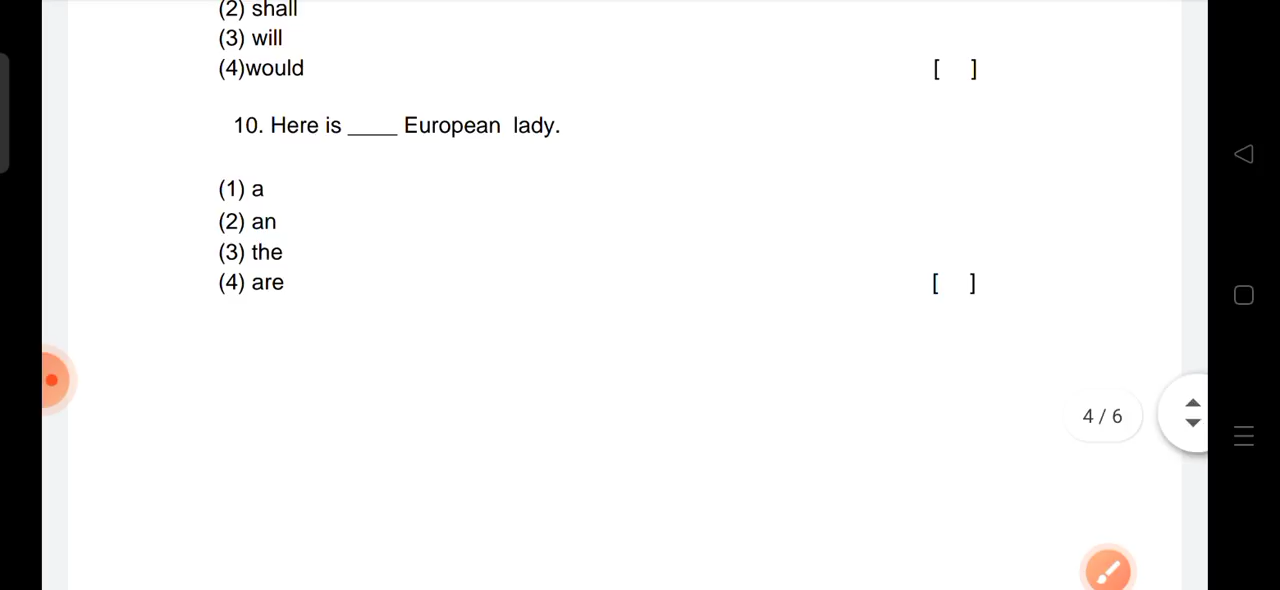 (2) shall
(3) will
(4)would [ ]
10. Here is ____ European lady.
(1) a
(2) an
(3) the
(4) are [ ]
4 / 6